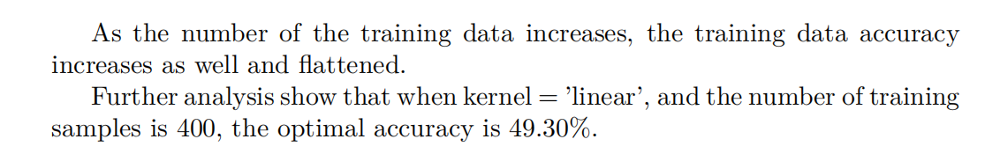 As the number of the training data increases, the training data accuracy
increases as well and flattened.
Further analysis show that when kernel = ’linear’, and the number of training
samples is 400, the optimal accuracy is 49.30%.